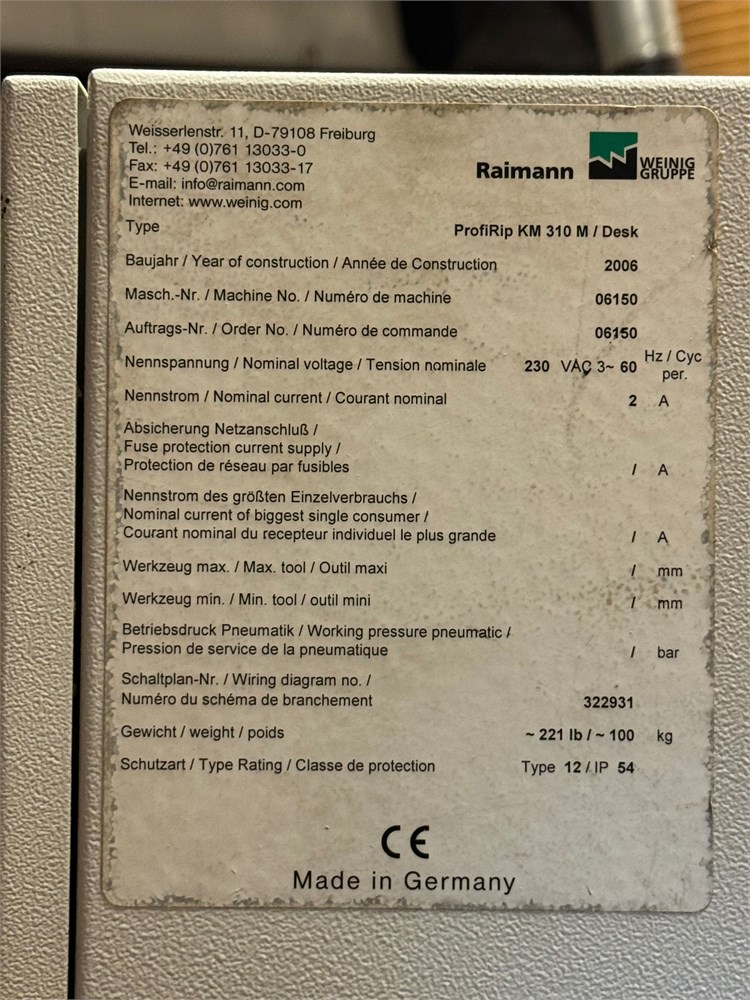 Weisserlenstr. 11, D-79108 Freiburg
Tel.: +49 (0)761 13033-0
Fax: +49 (0)761 13033-17
E-mail: info@raimann.com
Internet: www.weinig.com
Raimann WEINIG
GRUPPE
Type ProfiRip KM 310 M / Desk
Baujahr / Year of construction / Année de Construction 2006
Masch.-Nr. / Machine No. / Numéro de machine 06150
Auftrags-Nr. / Order No. / Numéro de commande 06150
Nennspannung / Nominal voltage / Tension nominale 230 VAC 3~ 60 Hz / Cyc
per.
Nennstrom / Nominal current / Courant nominal 2 A
Absicherung Netzanschluß /
Fuse protection current supply /
Protection de réseau par fusibles / A
Nennstrom des größten Einzelverbrauchs /
Nominal current of biggest single consumer /
Courant nominal du recepteur individuel le plus grande / A
Werkzeug max. / Max. tool / Outil maxi / mm
Werkzeug min. / Min. tool / outil mini / mm
Betriebsdruck Pneumatik / Working pressure pneumatic /
Pression de service de la pneumatique / bar
Schaltplan-Nr. / Wiring diagram no. /
Numéro du schéma de branchement 322931
Gewicht / weight / poids ~ 221 lb / ~ 100 kg
Schutzart / Type Rating / Classe de protection Type 12 / IP 54
CE
Made in Germany